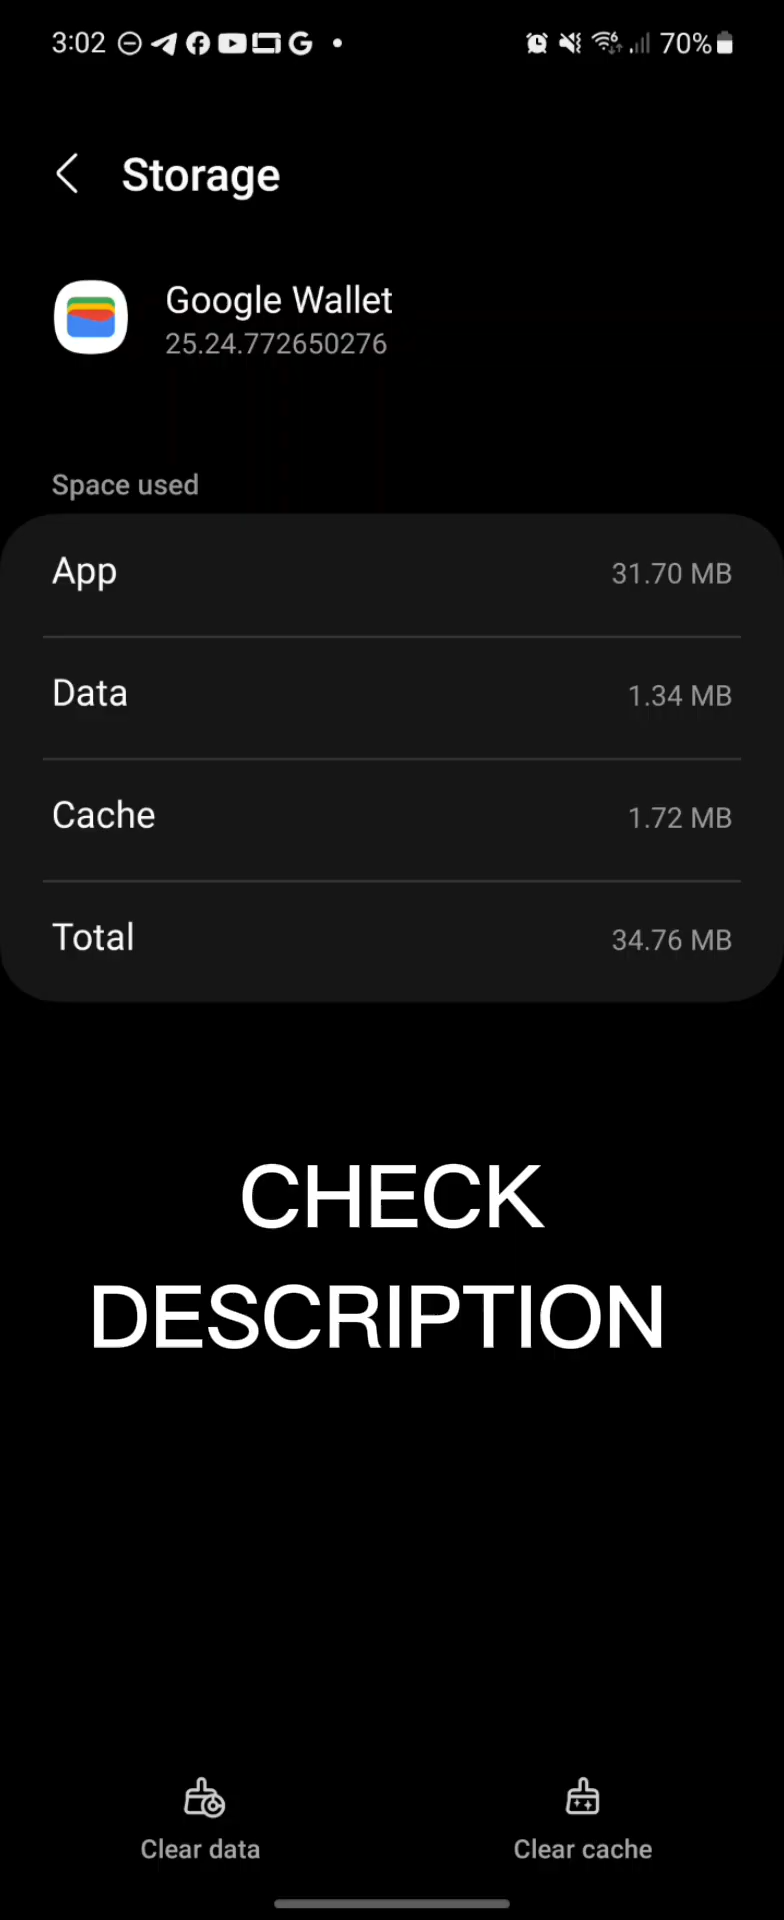 3:02 70%
Storage
Google Wallet
25.24.772650276
Space used
App 31.70 MB
Data 1.34 MB
Cache 1.72 MB
Total 34.76 MB
CHECK
DESCRIPTION
Clear data Clear cache